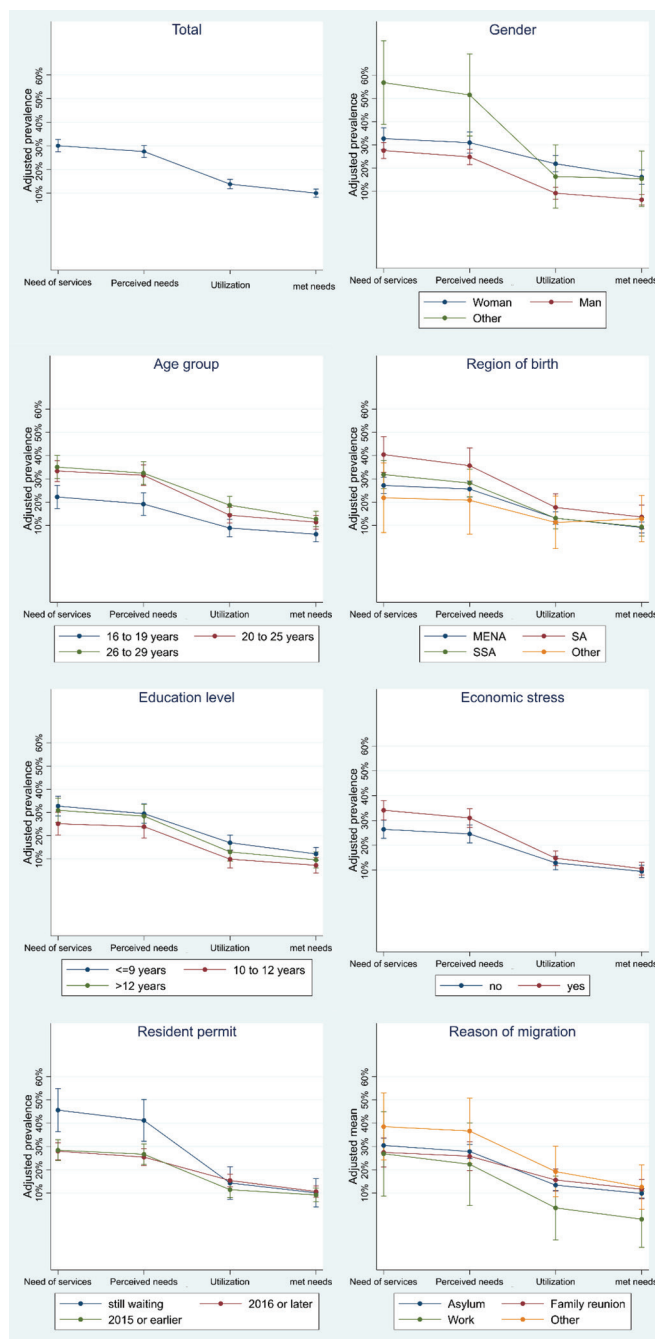 Total
Adjusted prevalence
60%
50%
40%
30%
20%
10%
Need of services
Perceived needs
Utilization
met needs
Gender
Adjusted prevalence
60%
50%
40%
30%
20%
10%
Need of services
Perceived needs
Utilization
met needs
Woman
Man
Other
Age group
Adjusted prevalence
60%
50%
40%
30%
20%
10%
Need of services
Perceived needs
Utilization
met needs
16 to 19 years
20 to 25 years
26 to 29 years
Region of birth
Adjusted prevalence
60%
50%
40%
30%
20%
10%
Need of services
Perceived needs
Utilization
met needs
MENA
SA
SSA
Other
Education level
Adjusted prevalence
60%
50%
40%
30%
20%
10%
Need of services
Perceived needs
Utilization
met needs
<=9 years
10 to 12 years
>12 years
Economic stress
Adjusted prevalence
60%
50%
40%
30%
20%
10%
Need of services
Perceived needs
Utilization
met needs
no
yes
Resident permit
Adjusted prevalence
60%
50%
40%
30%
20%
10%
Need of services
Perceived needs
Utilization
met needs
still waiting
2016 or later
2015 or earlier
Reason of migration
Adjusted mean
60%
50%
40%
30%
20%
10%
Need of services
Perceived needs
Utilization
met needs
Asylum
Family reunion
Work
Other